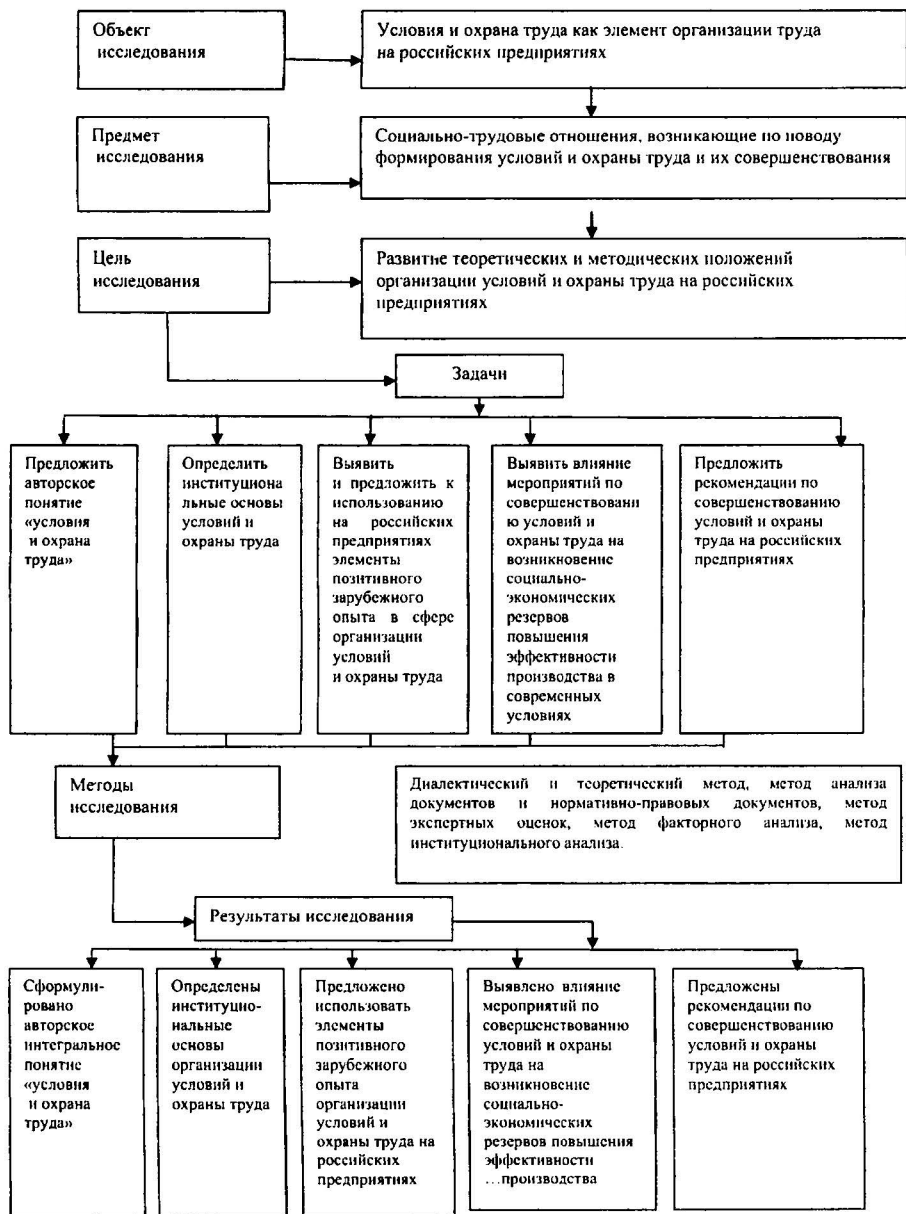 Объект
исследования
Условия и охрана труда как элемент организации труда
на российских предприятиях
Предмет
исследования
Социально-трудовые отношения, возникающие по поводу
формирования условий и охраны труда и их совершенствования
Цель
исследования
Развитие теоретических и методических положений
организации условий и охраны труда на российских
предприятиях
Задачи
Предложить
авторское
понятие
«условия
и охрана
труда»
Определить
институциона
льные основы
условий и
охраны труда
Выявить
и предложить к
использованию
на российских
предприятиях
элементы
позитивного
зарубежного
опыта в сфере
организации
условий
и охраны труда
Выявить влияние
мероприятий по
совершенствовани
ю условий и
охраны труда на
возникновение
социально-
экономических
резервов
повышения
эффективности
производства в
современных
условиях
Предложить
рекомендации по
совершенствованию
условий и охраны
труда на российских
предприятиях
Методы
исследования
Диалектический и теоретический метод, метод анализа
документов и нормативно-правовых документов, метод
экспертных оценок, метод факторного анализа, метод
институционального анализа.
Результаты исследования
Сформули-
ровано
авторское
интегральное
понятие
«условия
и охрана
труда»
Определены
институцио-
нальные
основы
организации
условий и
охраны труда
Предложено
использовать
элементы
позитивного
зарубежного
опыта
организации
условий и
охраны труда на
российских
предприятиях
Выявлено влияние
мероприятий по
совершенствованию
условий и охраны
труда на
возникновение
социально-
экономических
резервов повышения
эффективности
...производства
Предложены
рекомендации по
совершенствованию
условий и охраны
труда на российских
предприятиях